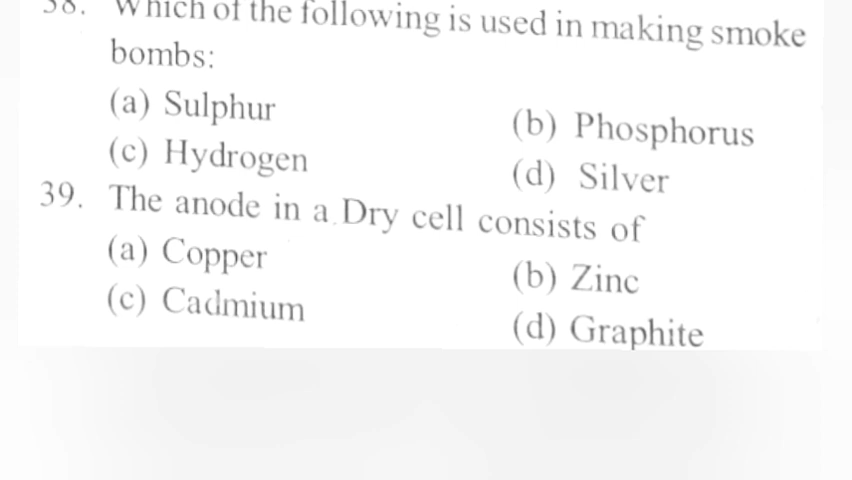 38. Which of the following is used in making smoke
bombs:
(a) Sulphur (b) Phosphorus
(c) Hydrogen (d) Silver
39. The anode in a Dry cell consists of
(a) Copper (b) Zinc
(c) Cadmium (d) Graphite